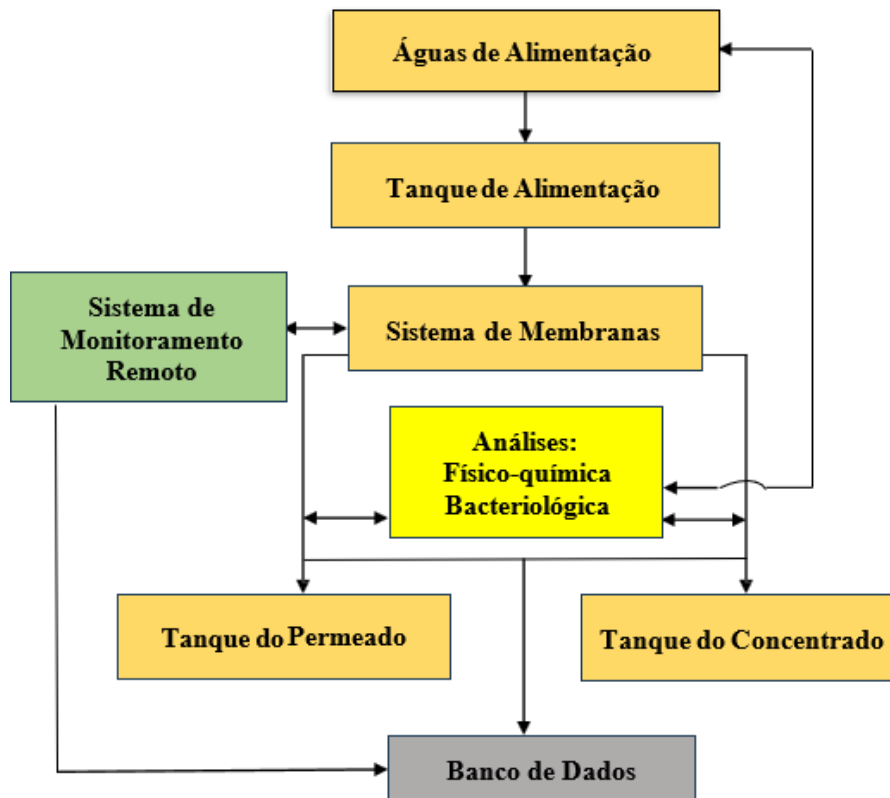 Águas de Alimentação
Tanque de Alimentação
Sistema de
Monitoramento
Remoto
Sistema de Membranas
Análises:
Físico-química
Bacteriológica
Tanque do Permeado
Tanque do Concentrado
Banco de Dados